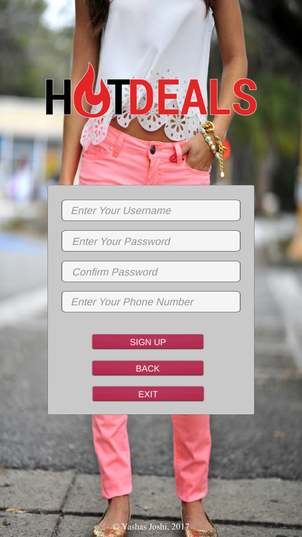 HOTDEALS
Enter Your Username
Enter Your Password
Confirm Password
Enter Your Phone Number
SIGN UP
BACK
EXIT
© Yashas Joshi, 2017